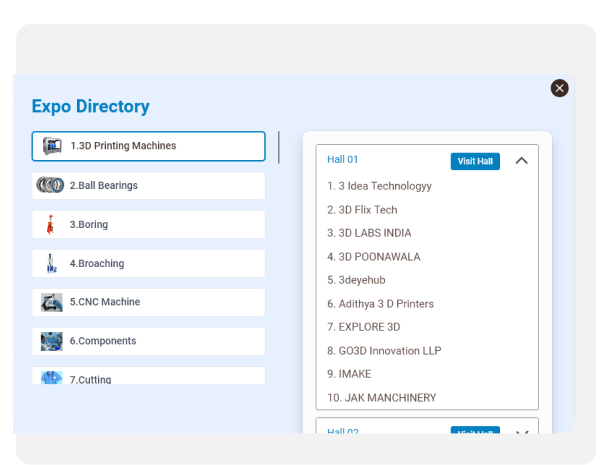 Expo Directory
1.3D Printing Machines
2.Ball Bearings
3.Boring
4.Broaching
5.CNC Machine
6.Components
7.Cutting
Hall 01
Visit Hall
1. 3 Idea Technologyy
2. 3D Flix Tech
3. 3D LABS INDIA
4. 3D POONAWALA
5. 3deyehub
6. Adithya 3 D Printers
7. EXPLORE 3D
8. GO3D Innovation LLP
9. IMAKE
10. JAK MANCHINERY
Hall 02
Visit Hall